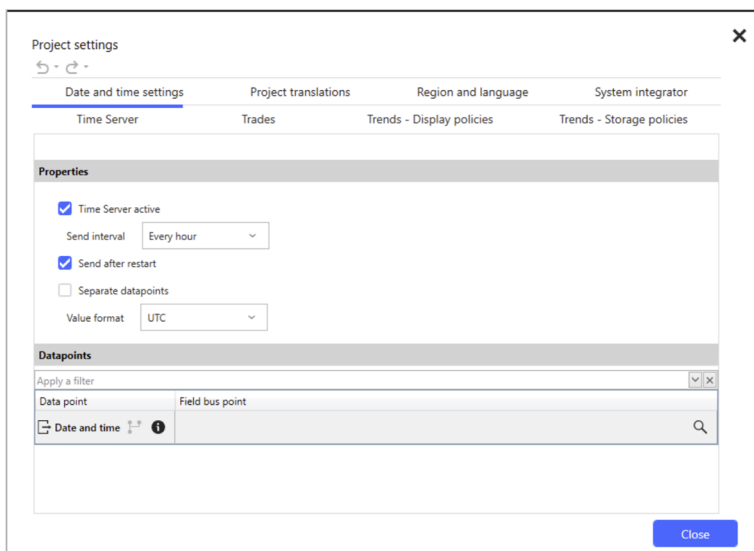 Project settings
Date and time settings Project translations Region and language System integrator
Time Server Trades Trends - Display policies Trends - Storage policies
Properties
Time Server active
Send interval Every hour
Send after restart
Separate datapoints
Value format UTC
Datapoints
Apply a filter
Data point Field bus point
Date and time
Close